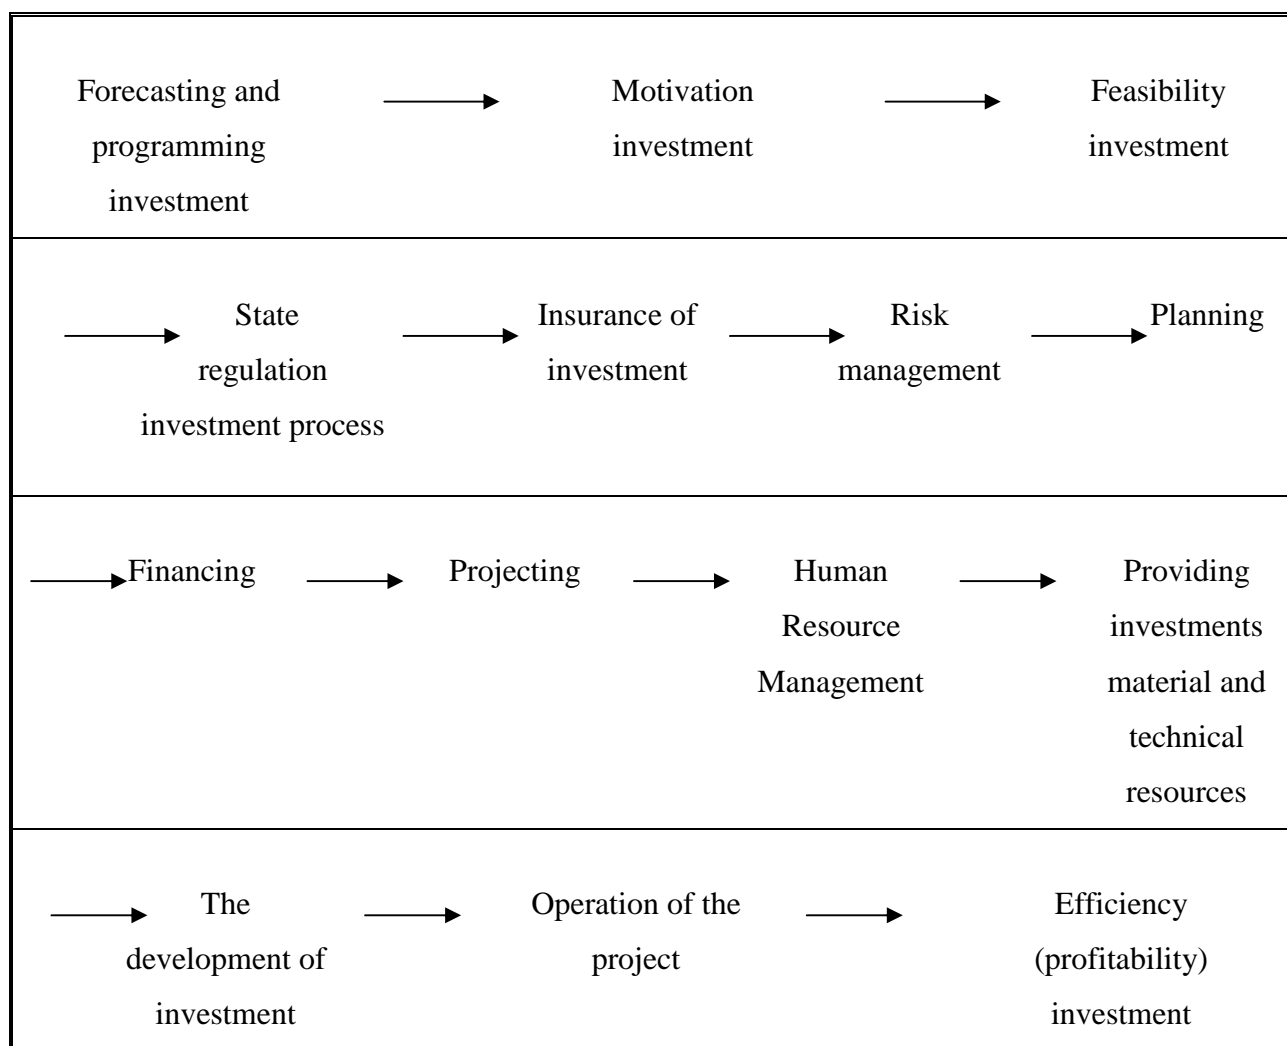 Forecasting and
programming
investment
Motivation
investment
Feasibility
investment
State
regulation
investment process
Insurance of
investment
Risk
management
Planning
Financing
Projecting
Human
Resource
Management
Providing
investments
material and
technical
resources
The
development of
investment
Operation of the
project
Efficiency
(profitability)
investment